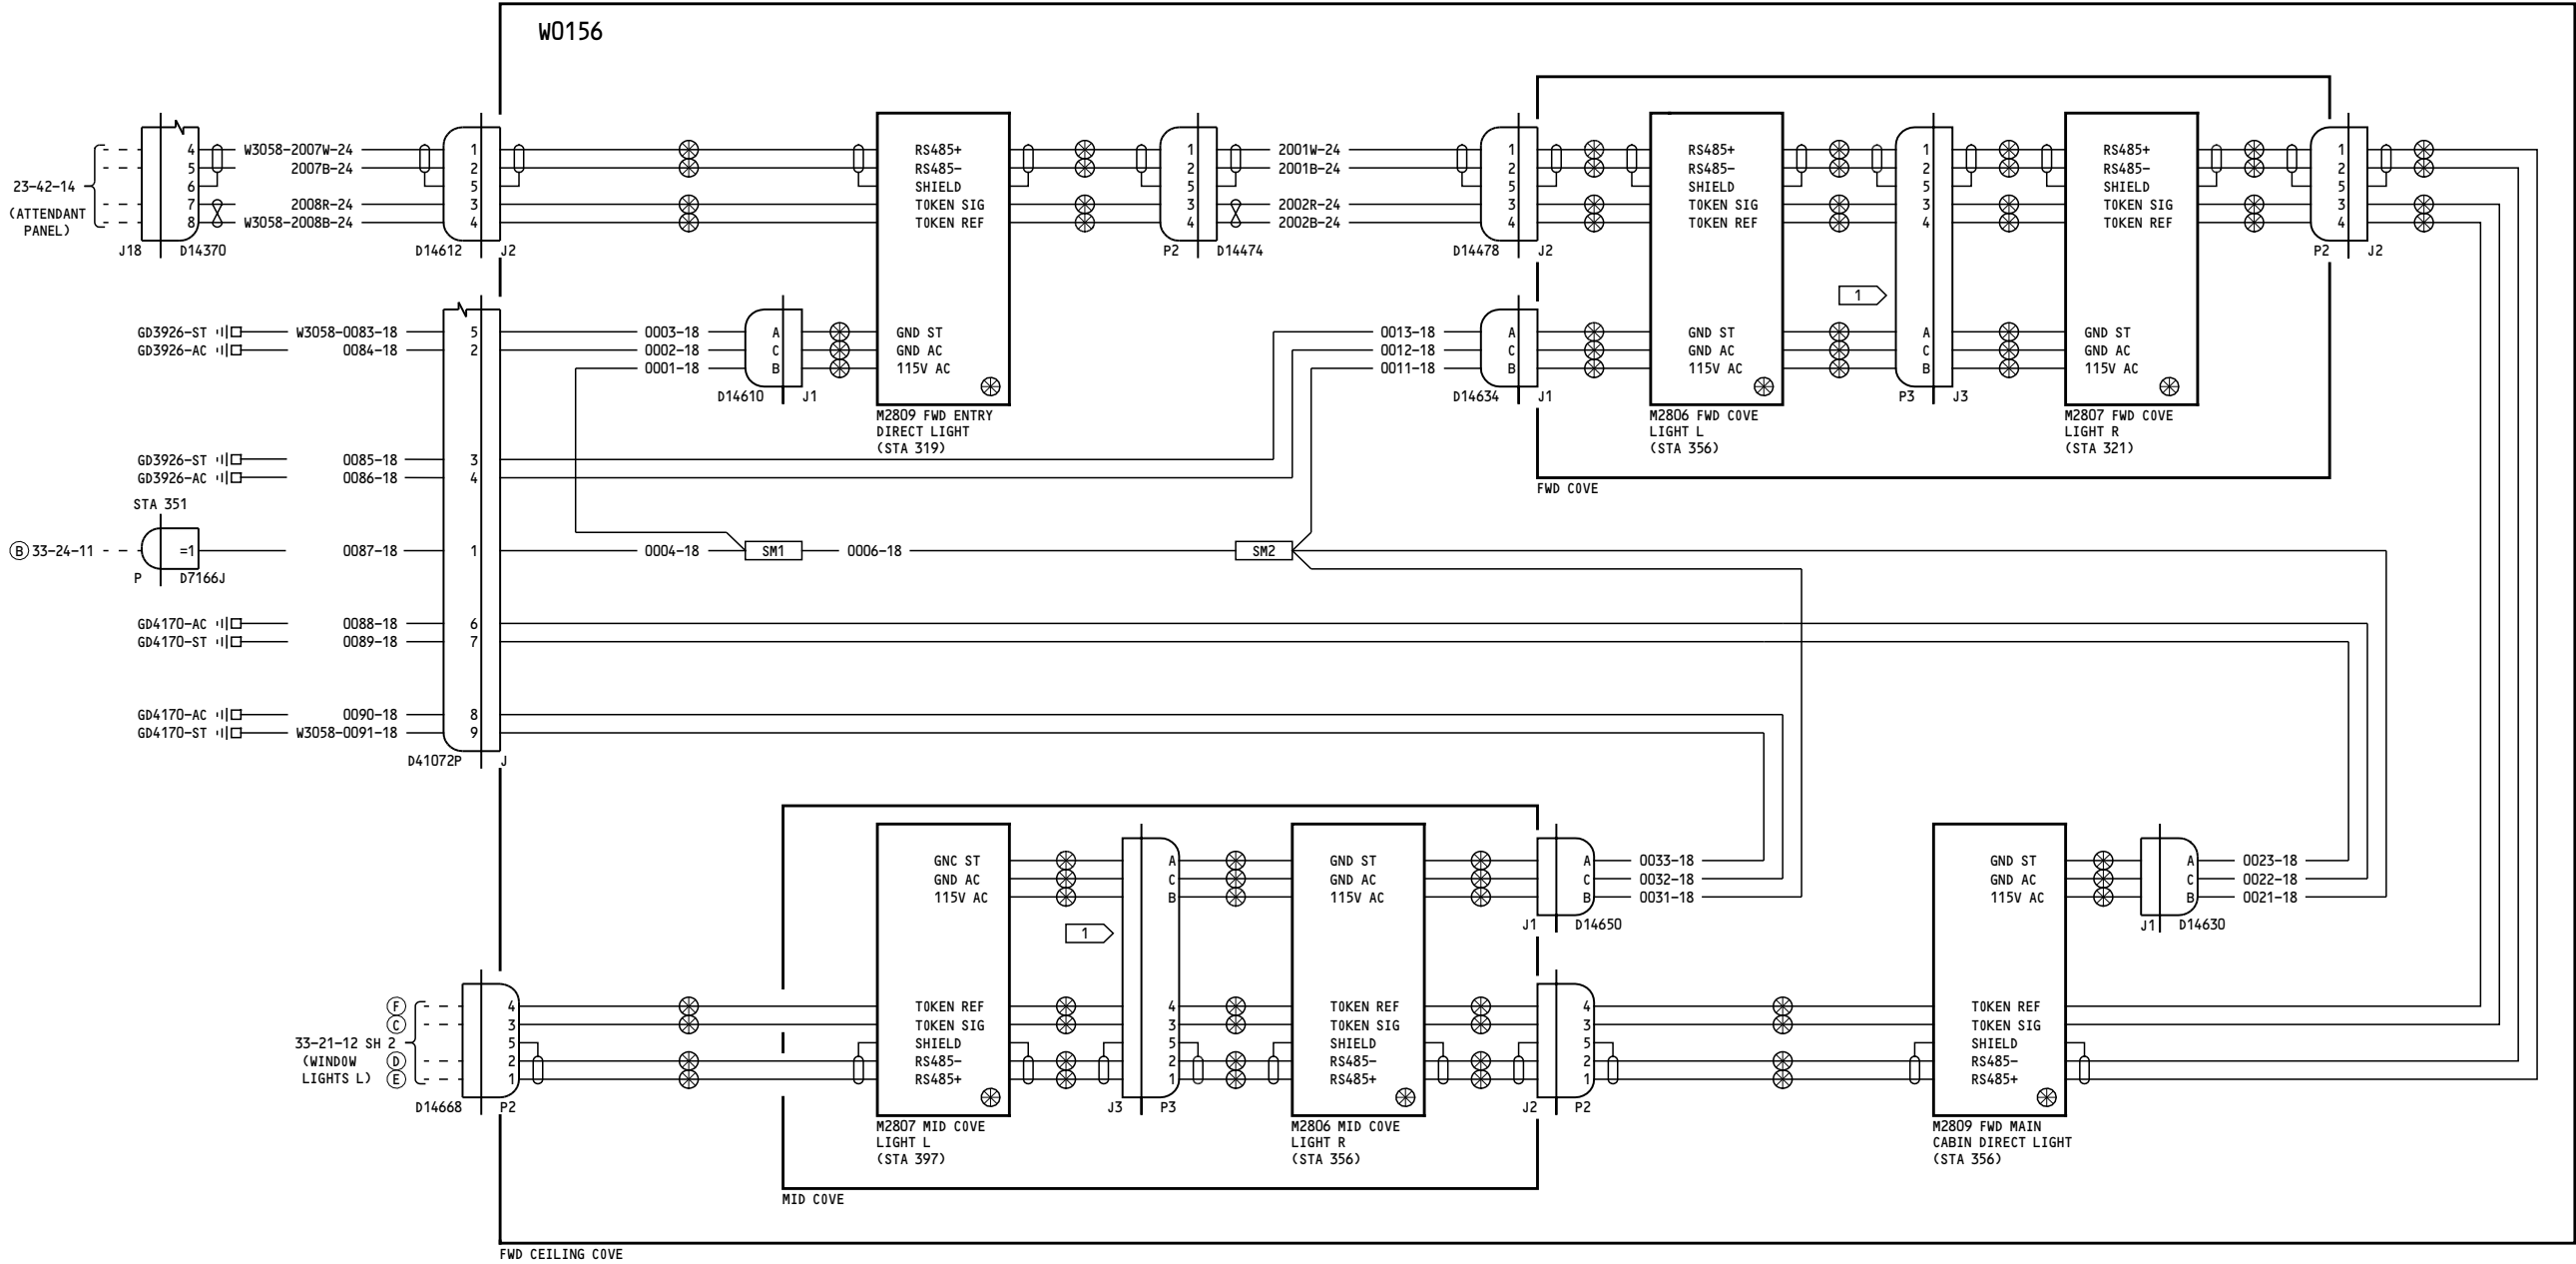 W0156
23-42-14
(ATTENDANT
PANEL)
4 W3058-2007W-24 1
5 2007B-24 2
6 5
7 2008R-24 3
8 W3058-2008B-24 4
J18 D14370 D14612 J2
RS485+
RS485-
SHIELD
TOKEN SIG
TOKEN REF
GND ST
GND AC
115V AC
M2809 FWD ENTRY
DIRECT LIGHT
(STA 319)
1 2001W-24 1
2 2001B-24 2
5 5
3 2002R-24 3
4 2002B-24 4
P2 D14474 D14478 J2
RS485+
RS485-
SHIELD
TOKEN SIG
TOKEN REF
GND ST
GND AC
115V AC
M2806 FWD COVE
LIGHT L
(STA 356)
1
2
5
3
4
1
A
C
B
P3 J3
RS485+
RS485-
SHIELD
TOKEN SIG
TOKEN REF
GND ST
GND AC
115V AC
M2807 FWD COVE
LIGHT R
(STA 321)
1
2
5
3
4
P2 J2
FWD COVE
GD3926-ST W3058-0083-18 5 0003-18 A
GD3926-AC 0084-18 2 0002-18 C
0001-18 B
D14610 J1
0013-18 A
0012-18 C
0011-18 B
D14634 J1
GD3926-ST 0085-18 3
GD3926-AC 0086-18 4
STA 351
B 33-24-11 =1 0087-18 1 0004-18 SM1 0006-18 SM2
P D7166J
GD4170-AC 0088-18 6
GD4170-ST 0089-18 7
GD4170-AC 0090-18 8
GD4170-ST W3058-0091-18 9
D41072P J
GNC ST
GND AC
115V AC
TOKEN REF
TOKEN SIG
SHIELD
RS485-
RS485+
M2807 MID COVE
LIGHT L
(STA 397)
A
C
B
1
4
3
5
2
1
J3 P3
GND ST
GND AC
115V AC
TOKEN REF
TOKEN SIG
SHIELD
RS485-
RS485+
M2806 MID COVE
LIGHT R
(STA 356)
A 0033-18
C 0032-18
B 0031-18
J1 D14650
4
3
5
2
1
J2 P2
GND ST
GND AC
115V AC
TOKEN REF
TOKEN SIG
SHIELD
RS485-
RS485+
M2809 FWD MAIN
CABIN DIRECT LIGHT
(STA 356)
A 0023-18
C 0022-18
B 0021-18
J1 D14630
F 4
C 3
33-21-12 SH 2 5
(WINDOW D 2
LIGHTS L) E 1
D14668 P2
MID COVE
FWD CEILING COVE